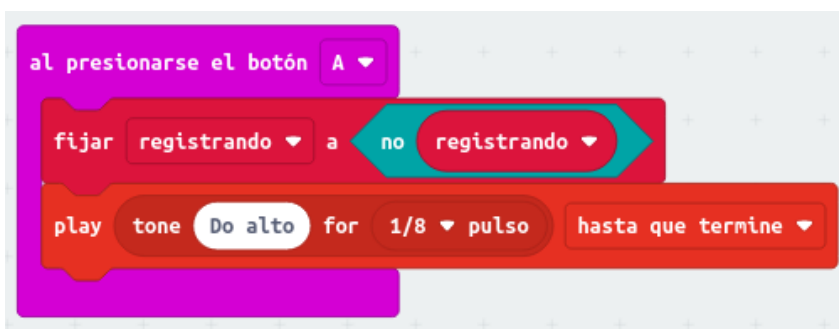 al presionarse el botón A
fijar registrando a no registrando
play tone Do alto for 1/8 pulso hasta que termine